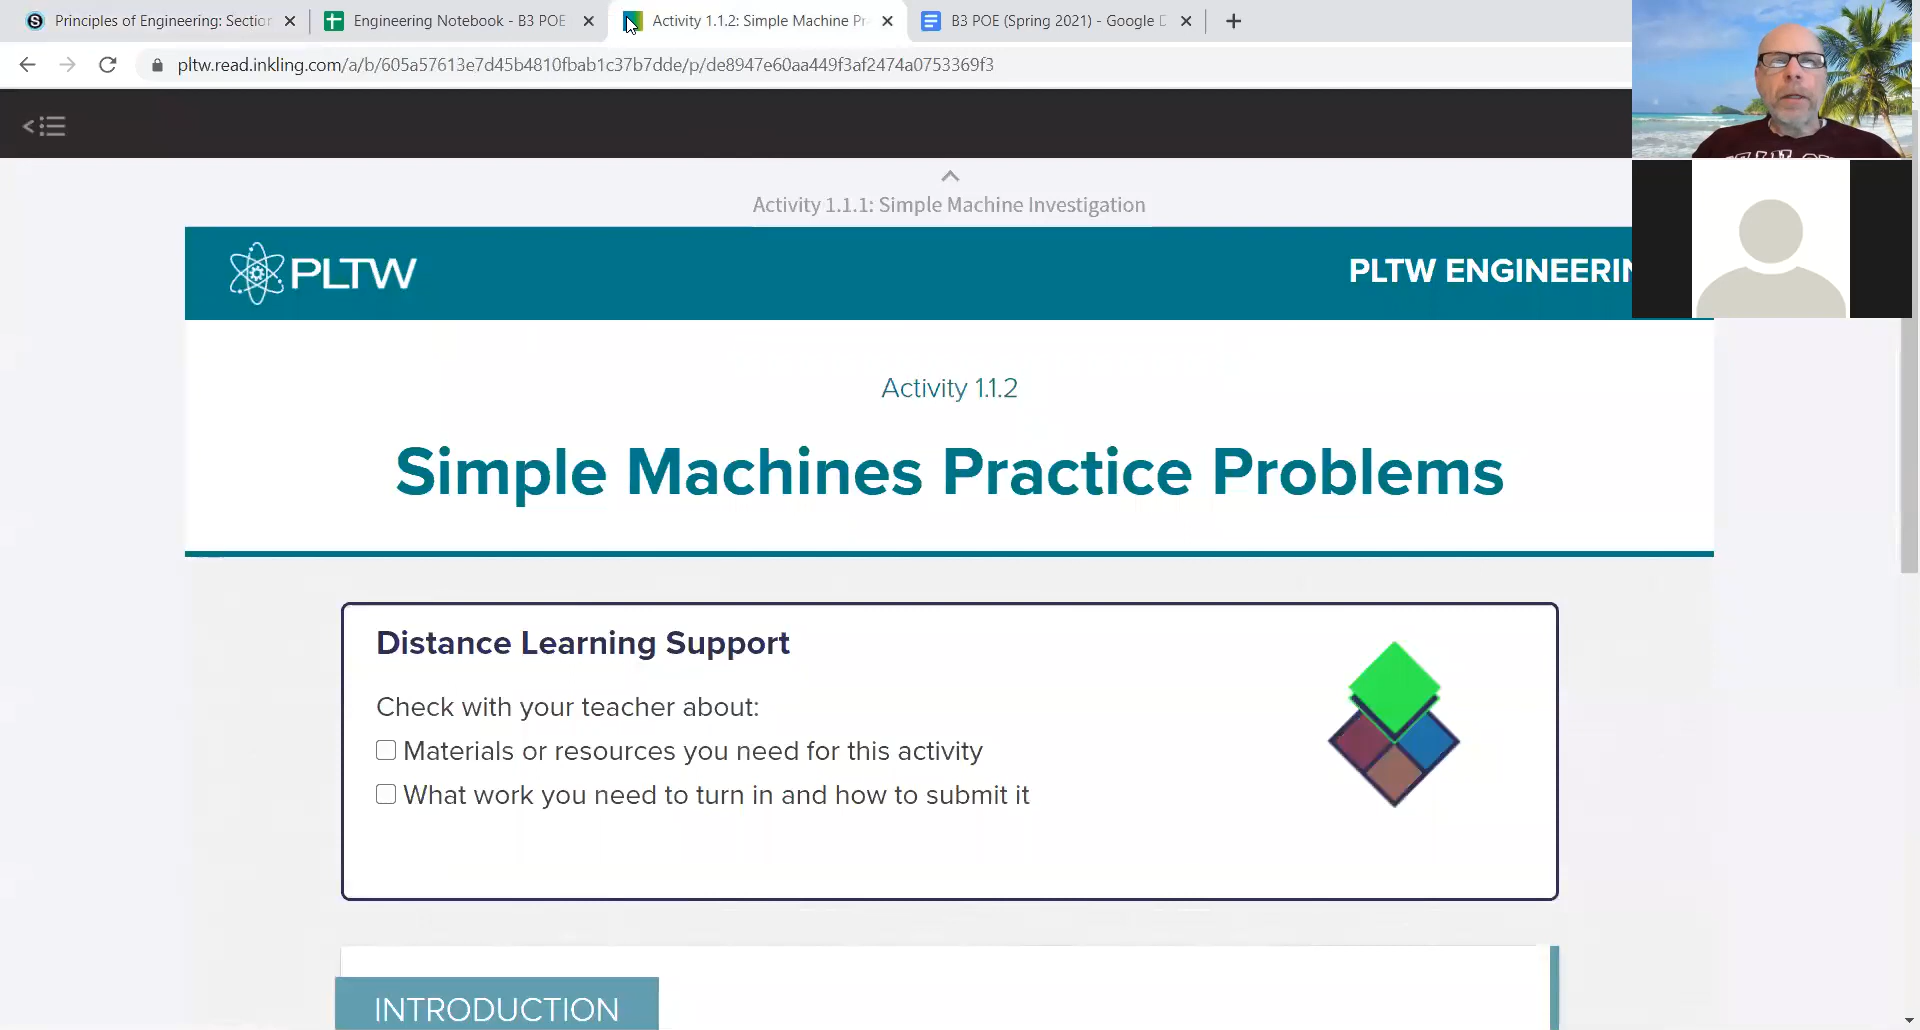 Principles of Engineering: Section
Engineering Notebook - B3 POE
Activity 1.1.2: Simple Machine Pr
B3 POE (Spring 2021) - Google D
pltw.read.inkling.com/a/b/605a57613e7d45b4810fbab1c37b7dde/p/de8947e60aa449f3af2474a0753369f3
Activity 1.1.1: Simple Machine Investigation
PLTW
PLTW ENGINEERIN
Activity 1.1.2
Simple Machines Practice Problems
Distance Learning Support
Check with your teacher about:
Materials or resources you need for this activity
What work you need to turn in and how to submit it
INTRODUCTION